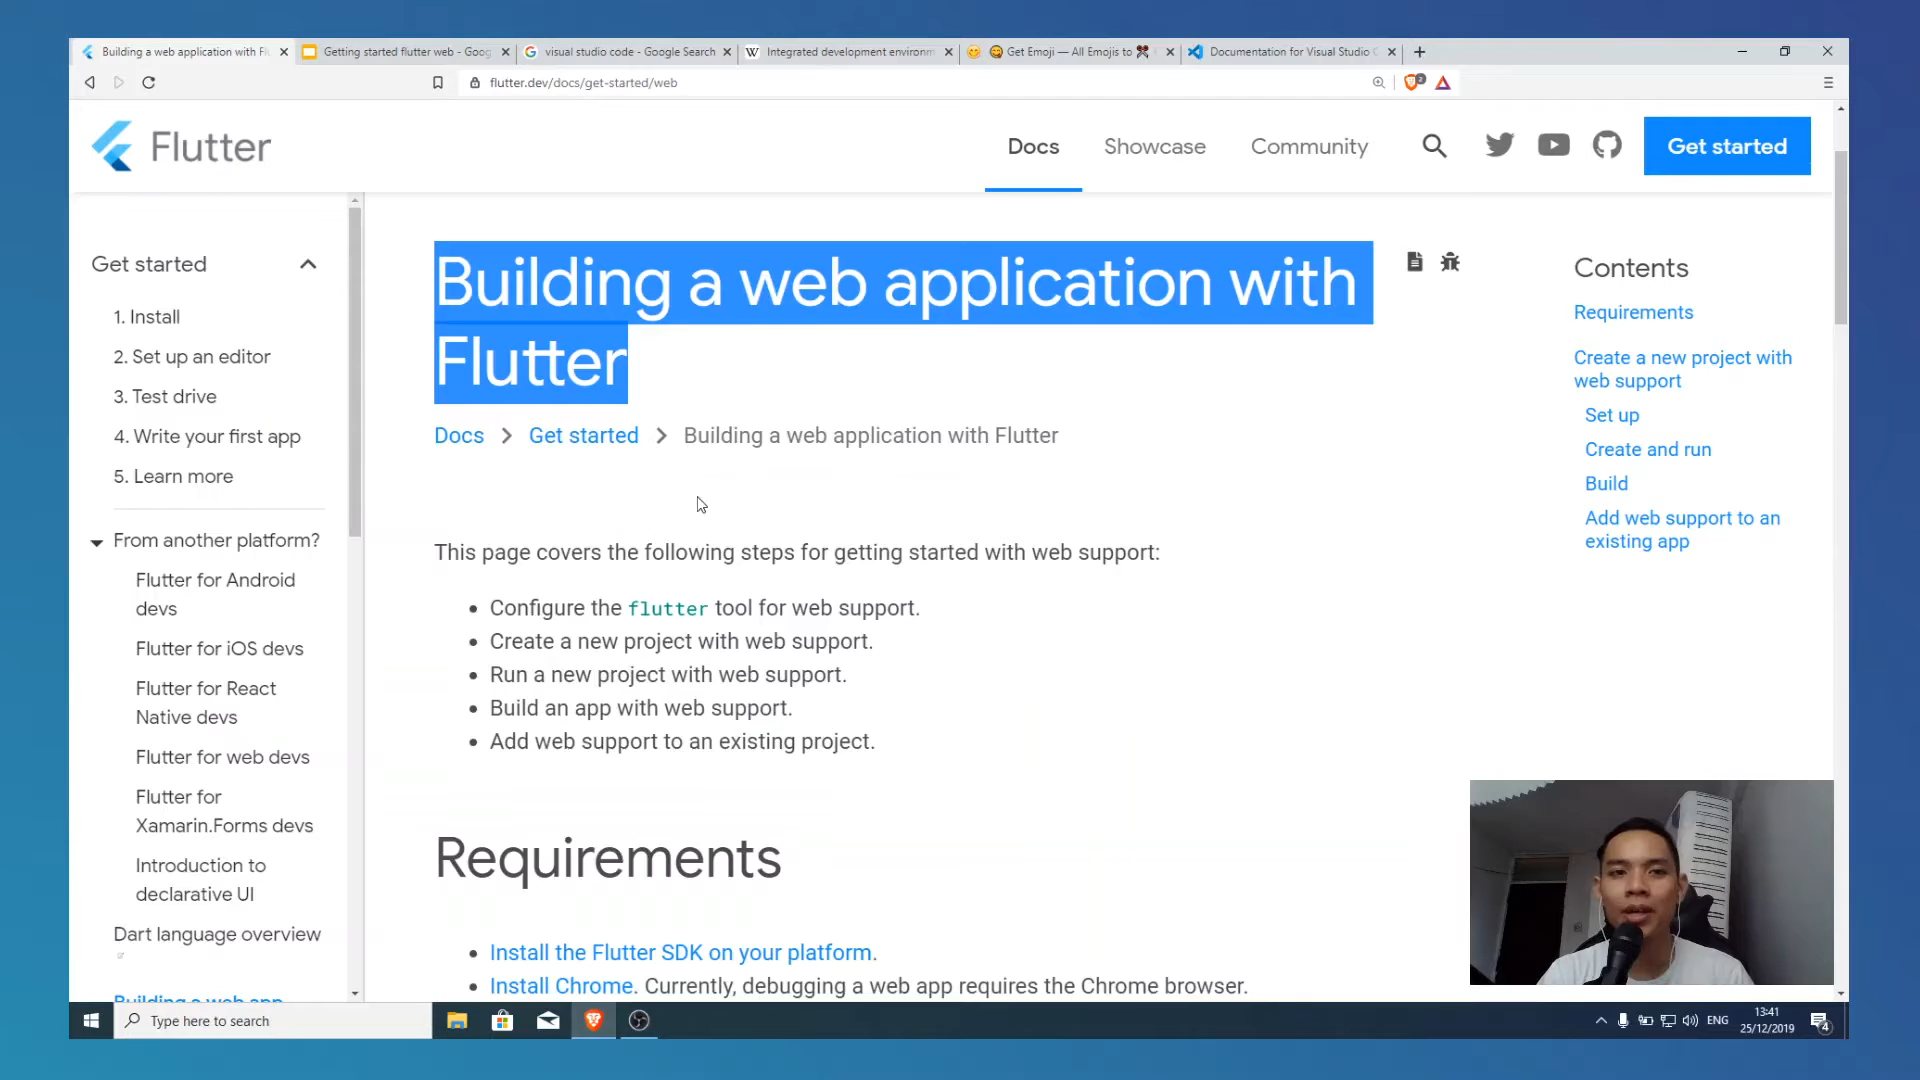 Building a web application with Fl
Getting started flutter web - Goog
visual studio code - Google Search
Integrated development environm
Get Emoji — All Emojis to
Documentation for Visual Studio C
flutter.dev/docs/get-started/web
2
Flutter
Docs
Showcase
Community
Get started
Get started
1. Install
2. Set up an editor
3. Test drive
4. Write your first app
5. Learn more
From another platform?
Flutter for Android
devs
Flutter for iOS devs
Flutter for React
Native devs
Flutter for web devs
Flutter for
Xamarin.Forms devs
Introduction to
declarative UI
Dart language overview
Building a web app
Building a web application with
Flutter
Docs
Get started
Building a web application with Flutter
This page covers the following steps for getting started with web support:
Configure the flutter tool for web support.
Create a new project with web support.
Run a new project with web support.
Build an app with web support.
Add web support to an existing project.
Requirements
Install the Flutter SDK on your platform.
Install Chrome. Currently, debugging a web app requires the Chrome browser.
Contents
Requirements
Create a new project with
web support
Set up
Create and run
Build
Add web support to an
existing app
Type here to search
ENG
13:41
25/12/2019
4